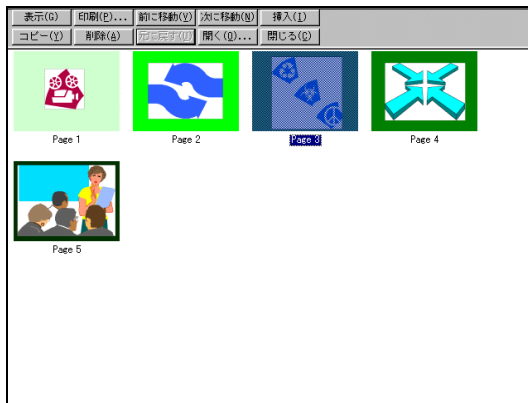 表示(G) 印刷(P)... 前に移動(V) 次に移動(N) 挿入(I)
コピー(Y) 削除(A) 元に戻す(U) 開く(O)... 閉じる(C)
Page 1 Page 2 Page 3 Page 4
Page 5